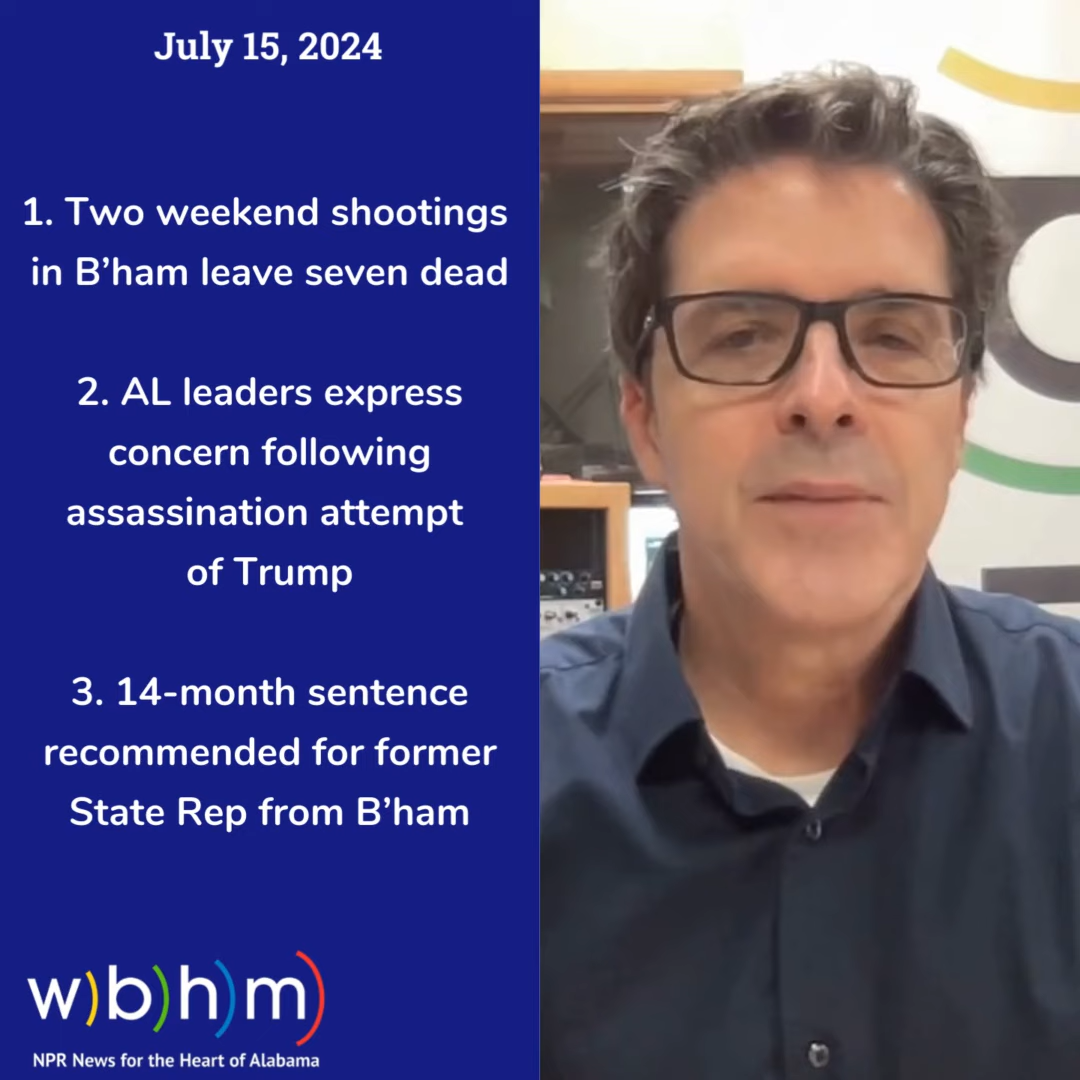 July 15, 2024
1. Two weekend shootings
in B’ham leave seven dead
2. AL leaders express
concern following
assassination attempt
of Trump
3. 14-month sentence
recommended for former
State Rep from B’ham
w)b)h)m)
NPR News for the Heart of Alabama